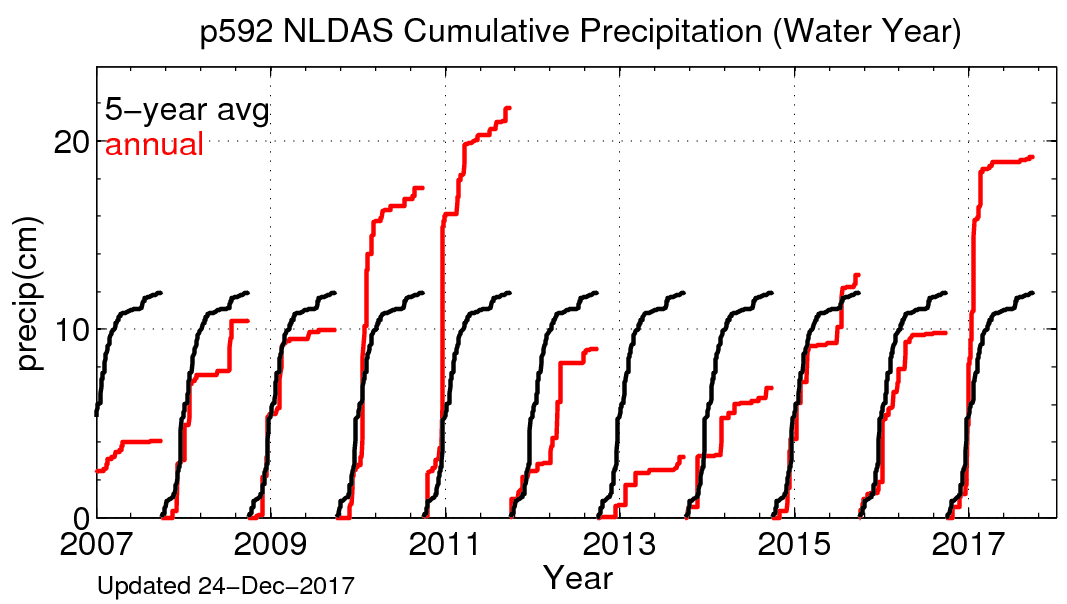 p592 NLDAS Cumulative Precipitation (Water Year)
5−year avg
annual
20
10
0
precip(cm)
2007 2009 2011 2013 2015 2017
Year
Updated 24−Dec−2017